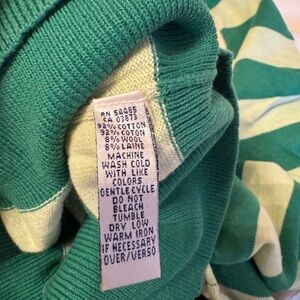 RN 54485
CA 03873
92% COTTON
92% COTON
8% WOOL
8% LAINE
MACHINE
WASH COLD
WITH LIKE
COLORS
GENTLE CYCLE
DO NOT
BLEACH
TUMBLE
DRY LOW
WARM IRON
IF NECESSARY
OVER/VERSO